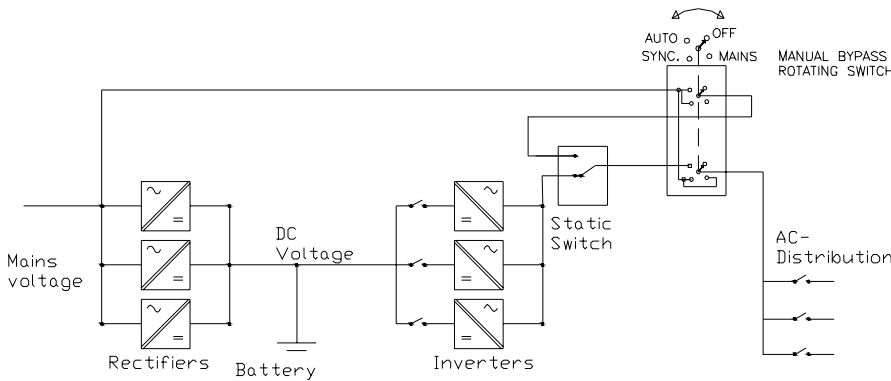 AUTO
OFF
SYNC.
MAINS
MANUAL BYPASS
ROTATING SWITCH
Static
Switch
DC
Voltage
Mains
voltage
AC-
Distribution
Rectifiers
Battery
Inverters